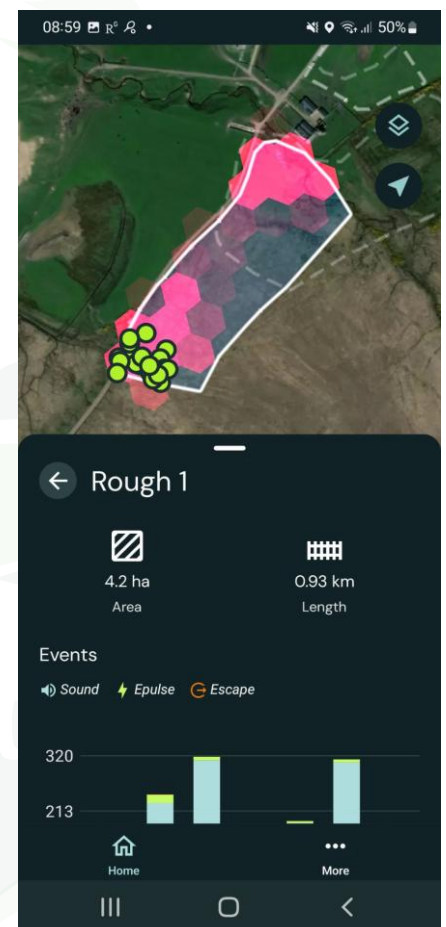 08:59 50%
Rough 1
4.2 ha 0.93 km
Area Length
Events
Sound Epulse Escape
320
213
Home More